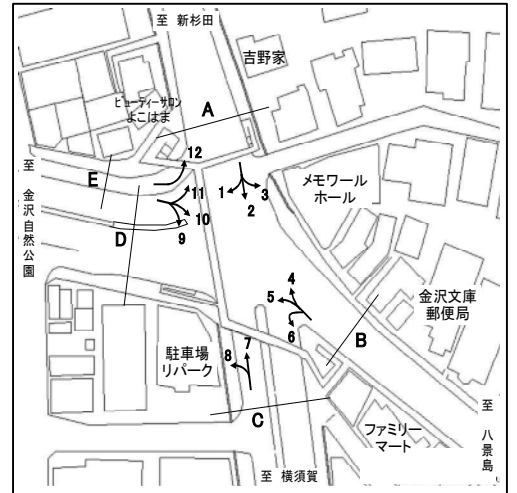 至 新杉田
吉野家
ビューティーサロン
よこはま
A
至 金沢自然公園
E
12
11
10
9
D
1
2
3
メモワール
ホール
4
5
6
金沢文庫
郵便局
B
駐車場
リパーク
7
8
C
ファミリー
マート
至 八景島
至 横須賀